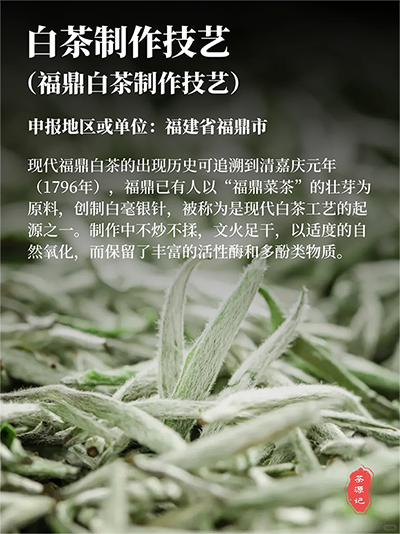 白茶制作技艺
（福鼎白茶制作技艺）
申报地区或单位：福建省福鼎市
现代福鼎白茶的出现历史可追溯到清嘉庆元年
（1796年），福鼎已有人以“福鼎菜茶”的壮芽为
原料，创制白毫银针，被称为是现代白茶工艺的起
源之一。制作中不炒不揉，文火足干，以适度的自
然氧化，而保留了丰富的活性酶和多酚类物质。
茶源记